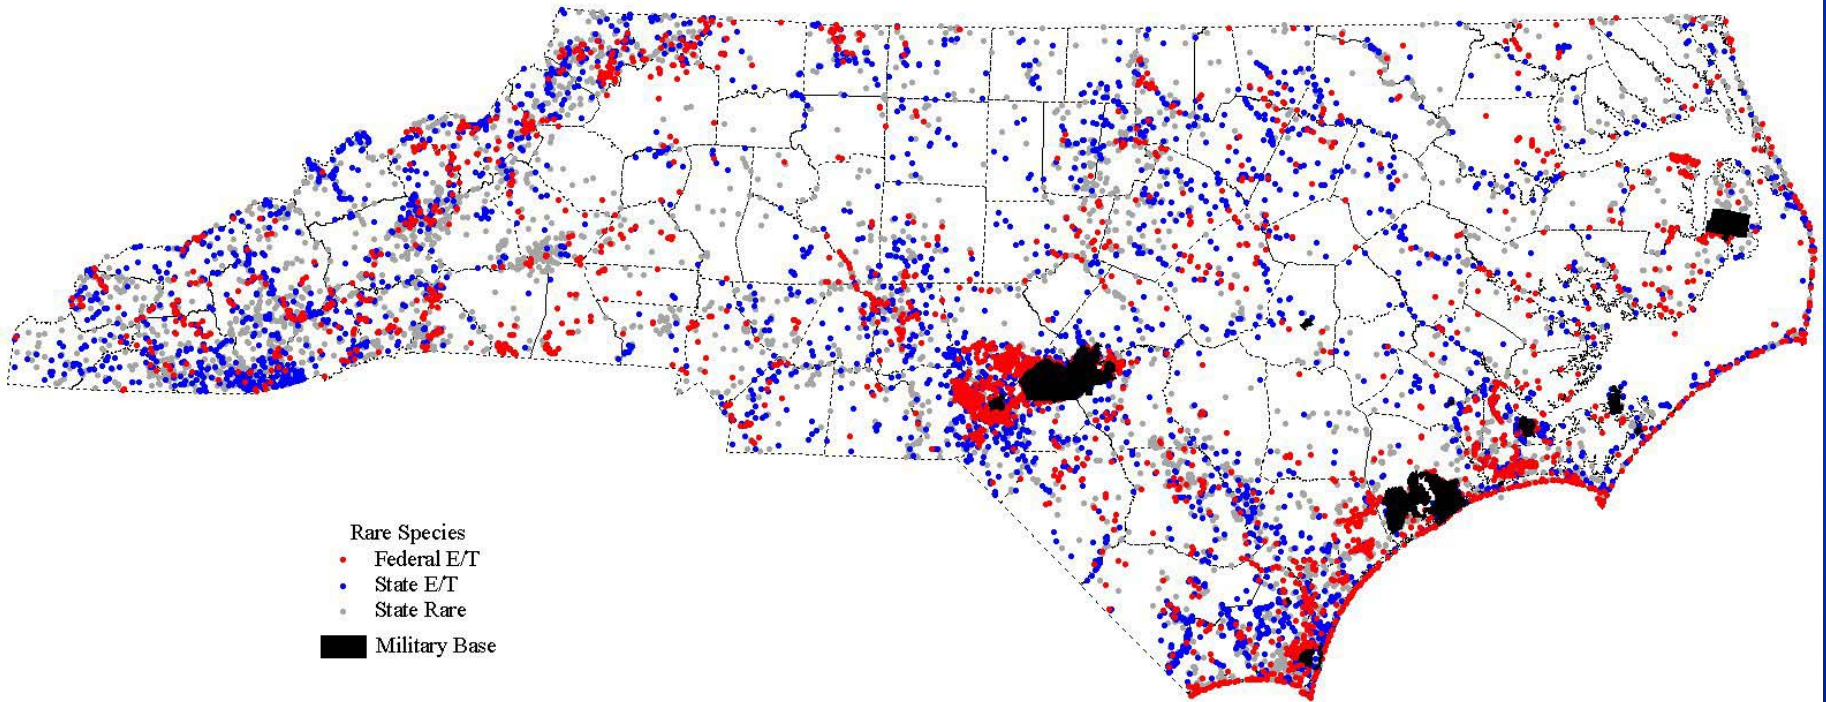 Rare Species
Federal E/T
State E/T
State Rare
Military Base